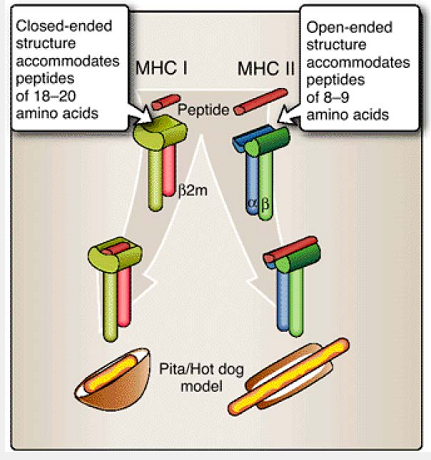 Closed-ended
structure
accommodates
peptides
of 18–20
amino acids
MHC I
MHC II
Open-ended
structure
accommodates
peptides
of 8–9
amino acids
Peptide
β2m
α
β
Pita/Hot dog
model